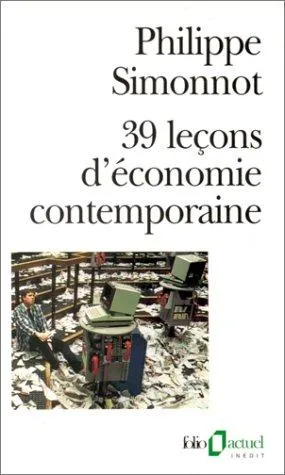 Philippe
Simonnot
39 leçons
d'économie
contemporaine
folio actuel
INÉDIT